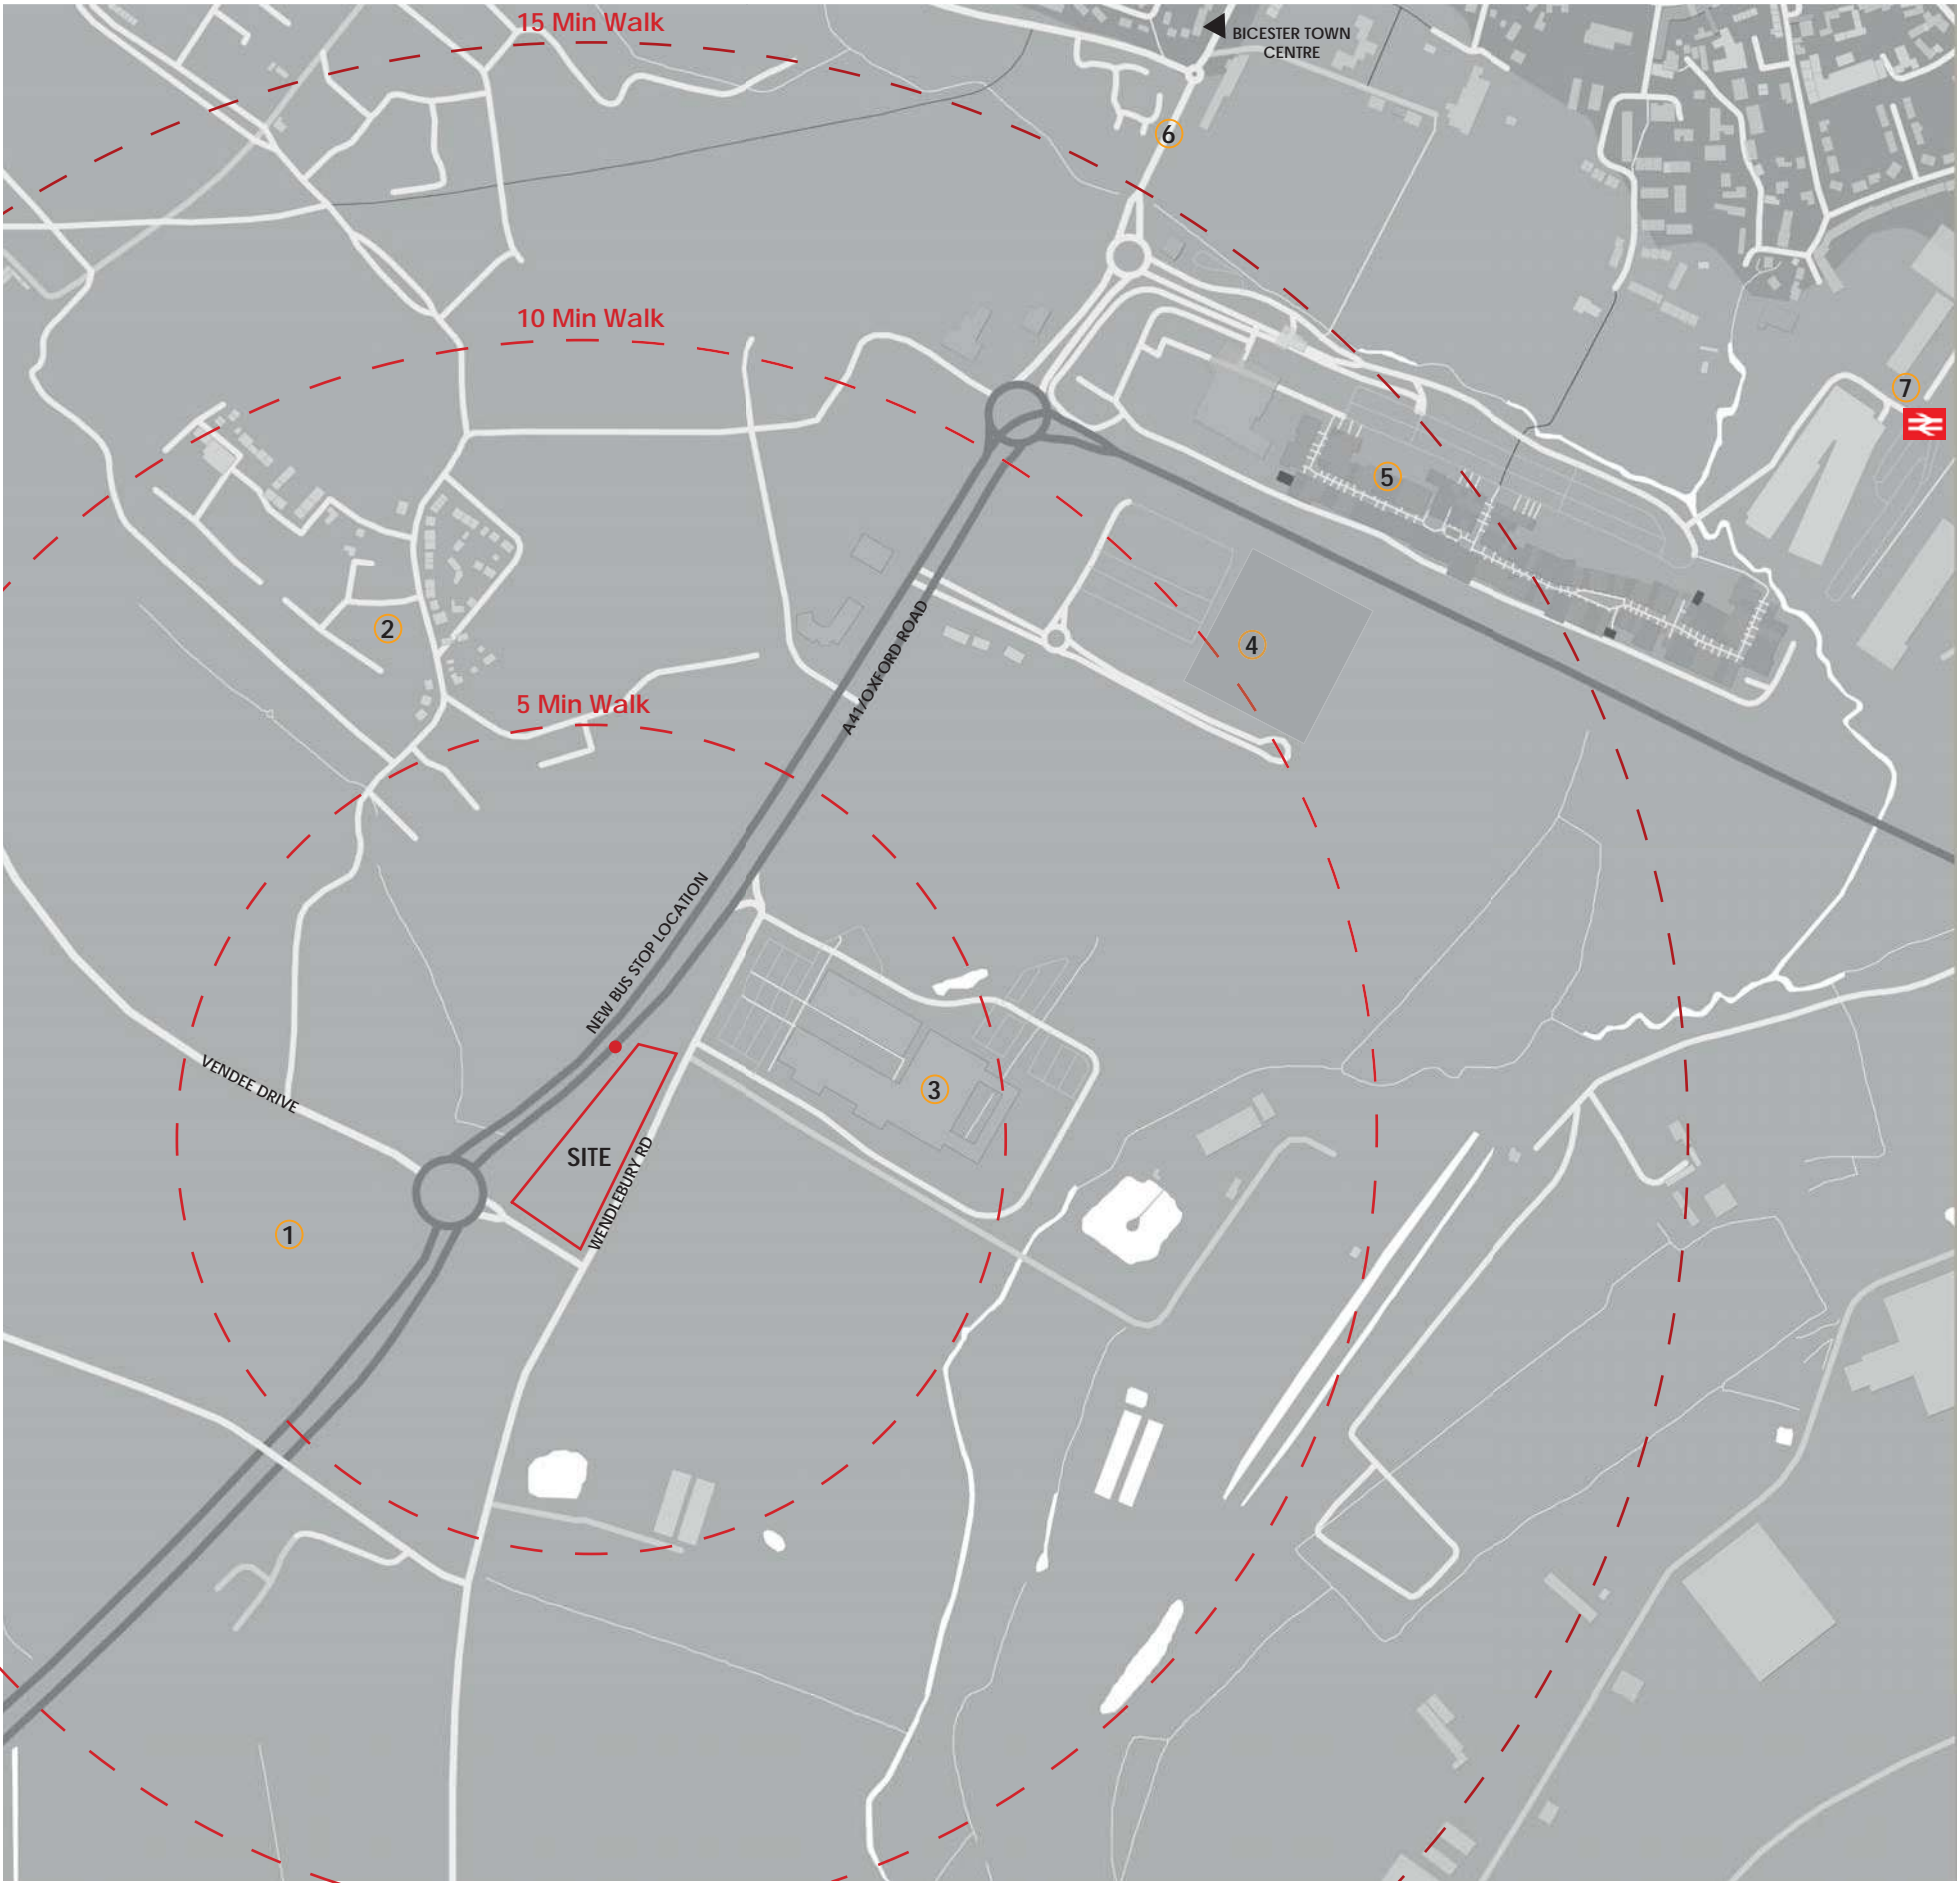 15 Min Walk
BICESTER TOWN
CENTRE
6
10 Min Walk
7
5
2
4
5 Min Walk
A41/OXFORD ROAD
NEW BUS STOP LOCATION
VENDEE DRIVE
3
SITE
WENDLEBURY RD
1